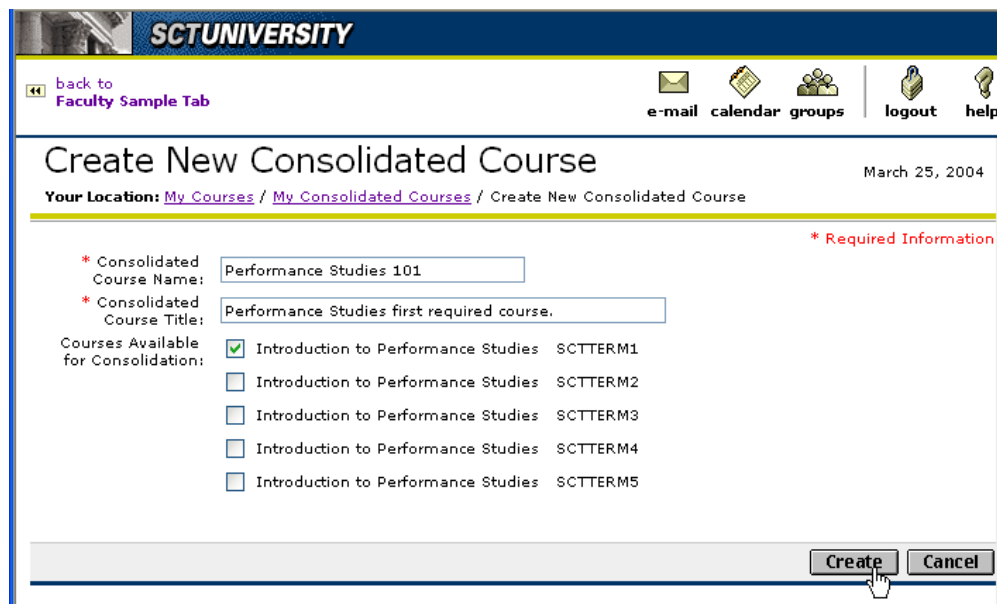 SCTUNIVERSITY
back to
Faculty Sample Tab
e-mail calendar groups logout help
Create New Consolidated Course
March 25, 2004
Your Location: My Courses / My Consolidated Courses / Create New Consolidated Course
* Required Information
* Consolidated
Course Name:
Performance Studies 101
* Consolidated
Course Title:
Performance Studies first required course.
Courses Available
for Consolidation:
Introduction to Performance Studies SCTTERM1
Introduction to Performance Studies SCTTERM2
Introduction to Performance Studies SCTTERM3
Introduction to Performance Studies SCTTERM4
Introduction to Performance Studies SCTTERM5
Create Cancel